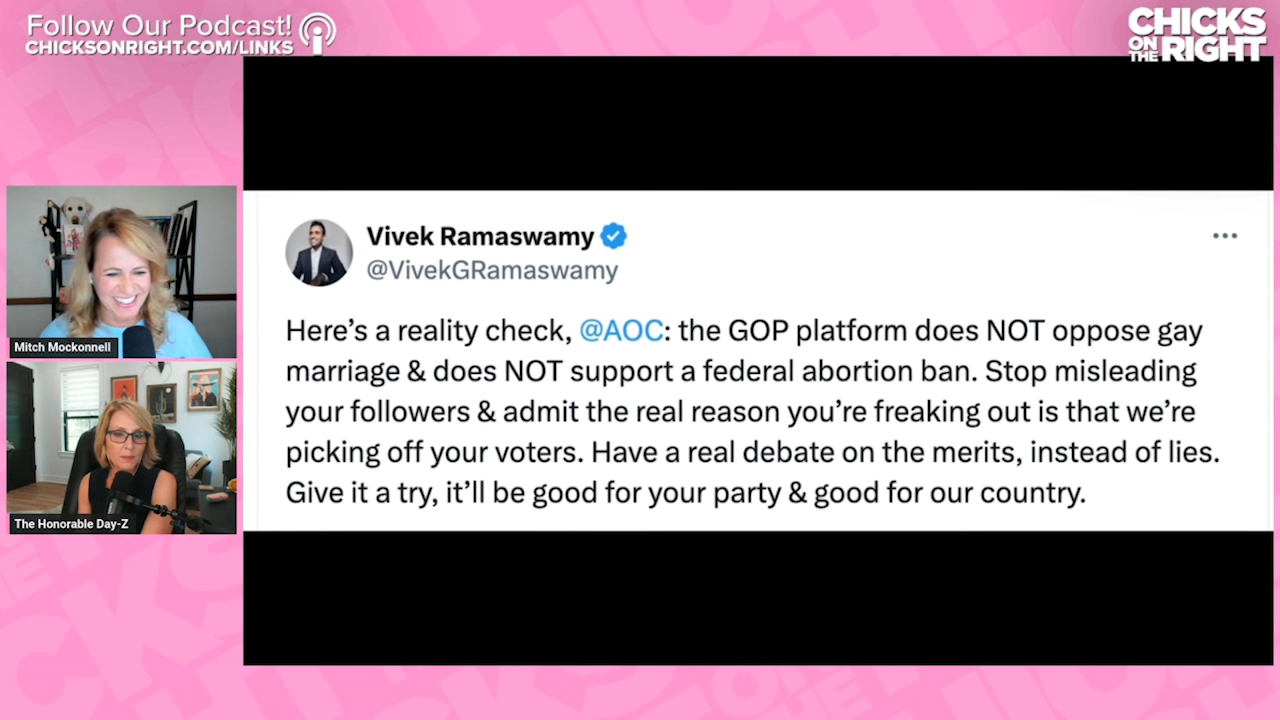 Follow Our Podcast!
CHICKSONRIGHT.COM/LINKS
CHICKS
ON THE RIGHT
Mitch Mockonnell
The Honorable Day-Z
Vivek Ramaswamy
@VivekGRamaswamy
Here’s a reality check, @AOC: the GOP platform does NOT oppose gay
marriage & does NOT support a federal abortion ban. Stop misleading
your followers & admit the real reason you’re freaking out is that we’re
picking off your voters. Have a real debate on the merits, instead of lies.
Give it a try, it’ll be good for your party & good for our country.